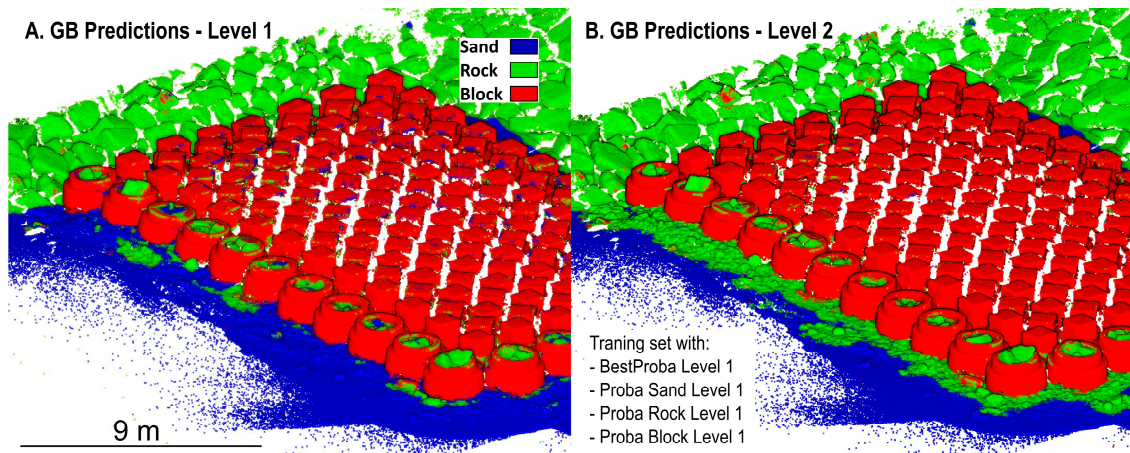 A. GB Predictions - Level 1
Sand
Rock
Block
9 m
B. GB Predictions - Level 2
Traning set with:
- BestProba Level 1
- Proba Sand Level 1
- Proba Rock Level 1
- Proba Block Level 1